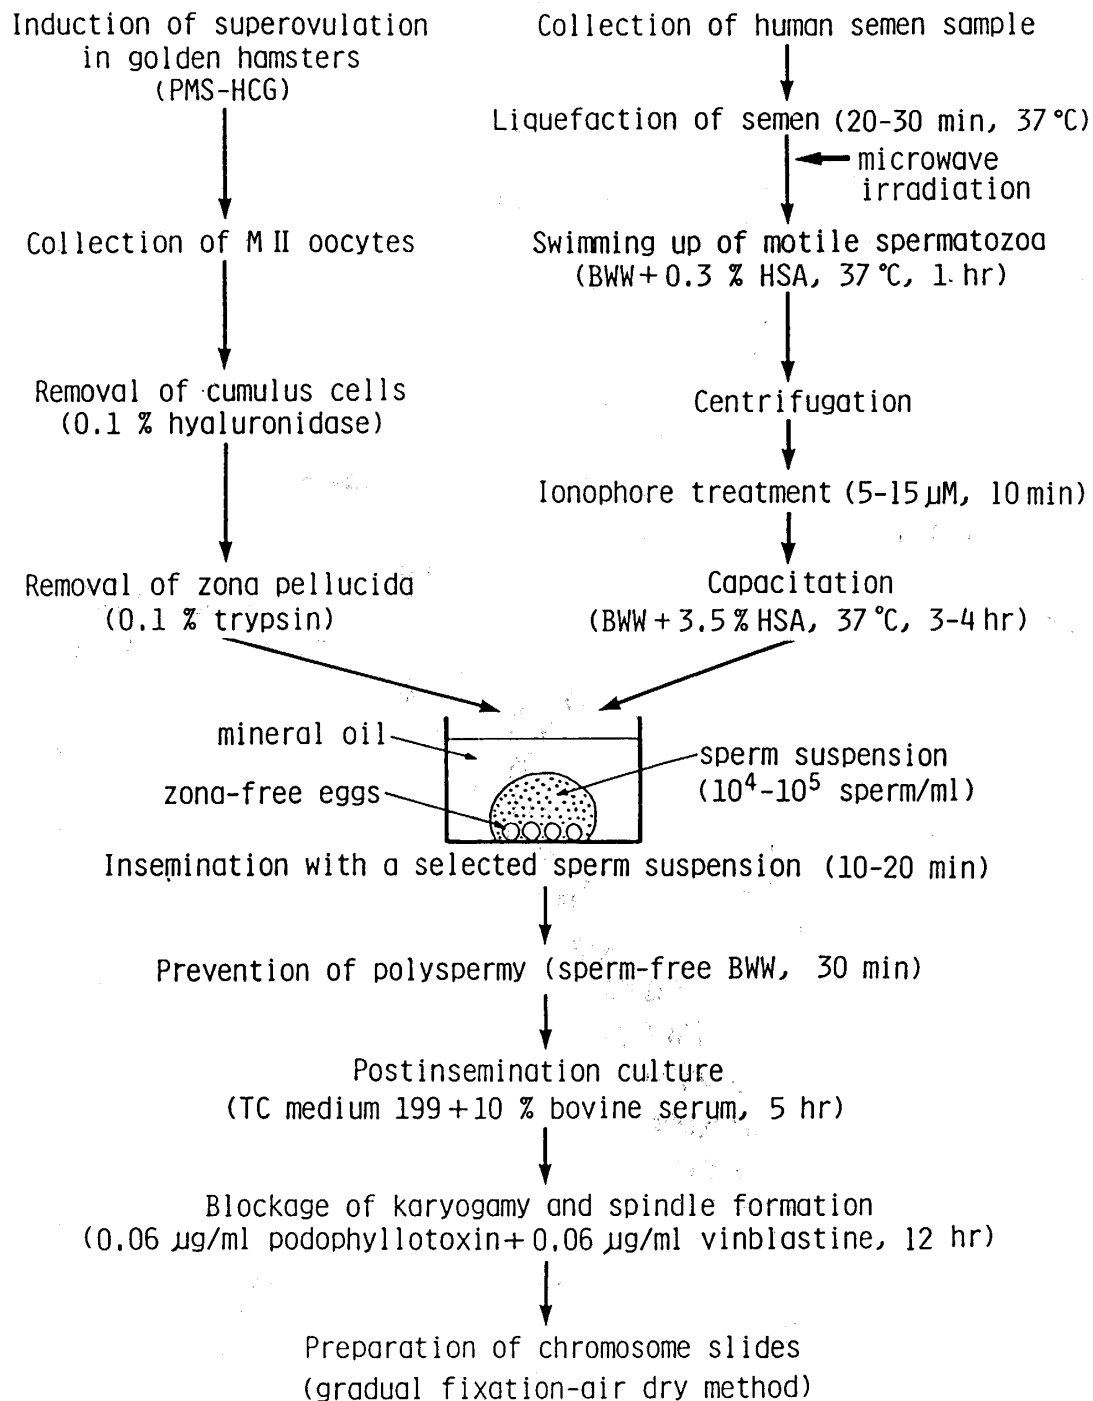 Induction of superovulation
in golden hamsters
(PMS-HCG)
Collection of M II oocytes
Removal of cumulus cells
(0.1 % hyaluronidase)
Removal of zona pellucida
(0.1 % trypsin)
Collection of human semen sample
Liquefaction of semen (20-30 min, 37 °C)
microwave
irradiation
Swimming up of motile spermatozoa
(BWW + 0.3 % HSA, 37 °C, 1 hr)
Centrifugation
Ionophore treatment (5-15 µM, 10 min)
Capacitation
(BWW + 3.5 % HSA, 37 °C, 3-4 hr)
mineral oil
zona-free eggs
sperm suspension
(10⁴-10⁵ sperm/ml)
Insemination with a selected sperm suspension (10-20 min)
Prevention of polyspermy (sperm-free BWW, 30 min)
Postinsemination culture
(TC medium 199 + 10 % bovine serum, 5 hr)
Blockage of karyogamy and spindle formation
(0.06 µg/ml podophyllotoxin + 0.06 µg/ml vinblastine, 12 hr)
Preparation of chromosome slides
(gradual fixation-air dry method)